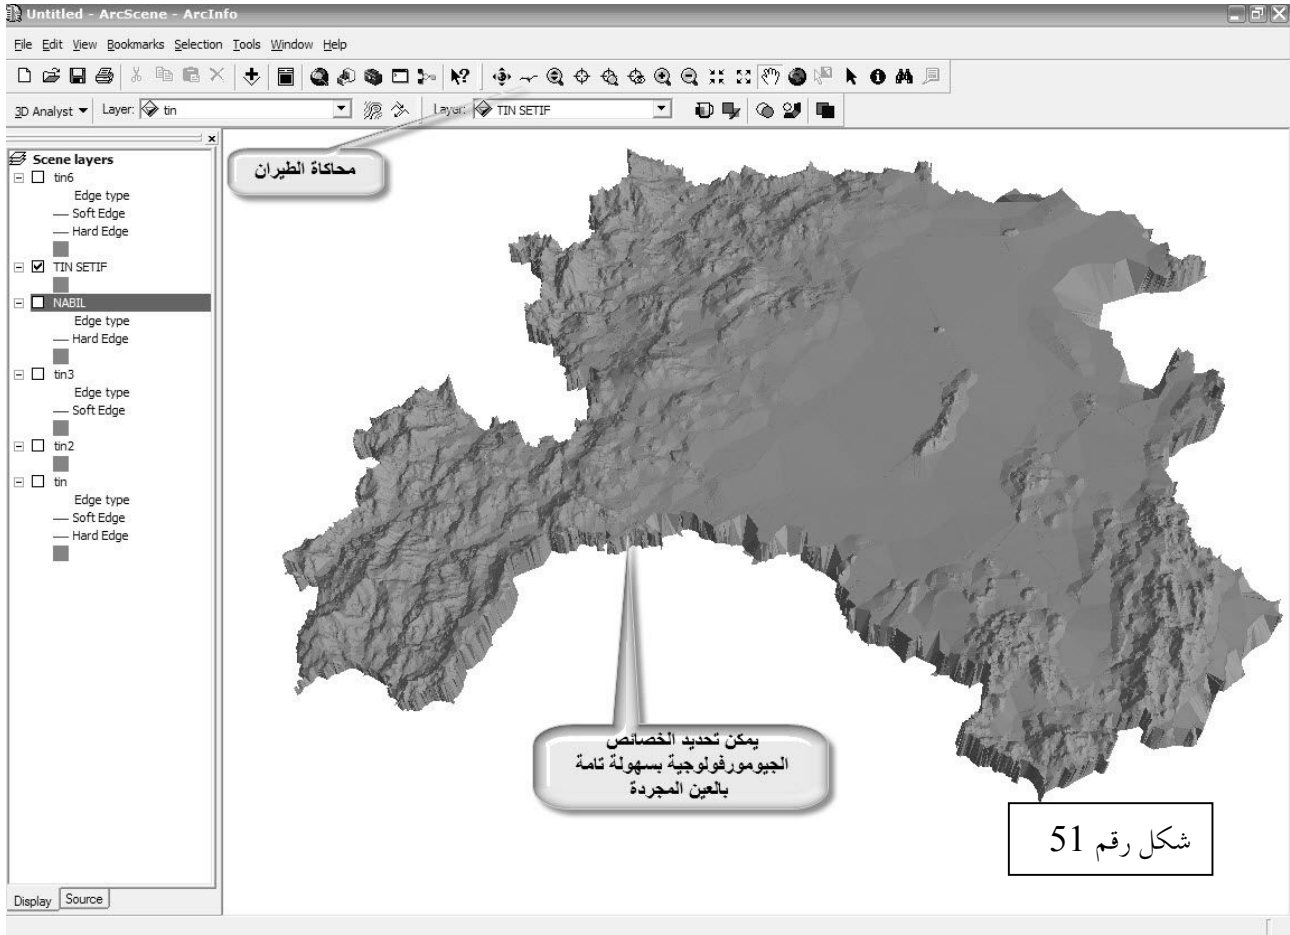 Untitled - ArcScene - ArcInfo
File Edit View Bookmarks Selection Tools Window Help
3D Analyst Layer: tin Layer: TIN SETIF
Scene layers
tin6
Edge type
Soft Edge
Hard Edge
TIN SETIF
NABIL
Edge type
Hard Edge
tin3
Edge type
Soft Edge
tin2
tin
Edge type
Soft Edge
Hard Edge
محاكاة الطيران
يمكن تحديد الخصائص
الجيومورفولوجية بسهولة تامة
بالعين المجردة
شكل رقم 51
Display Source